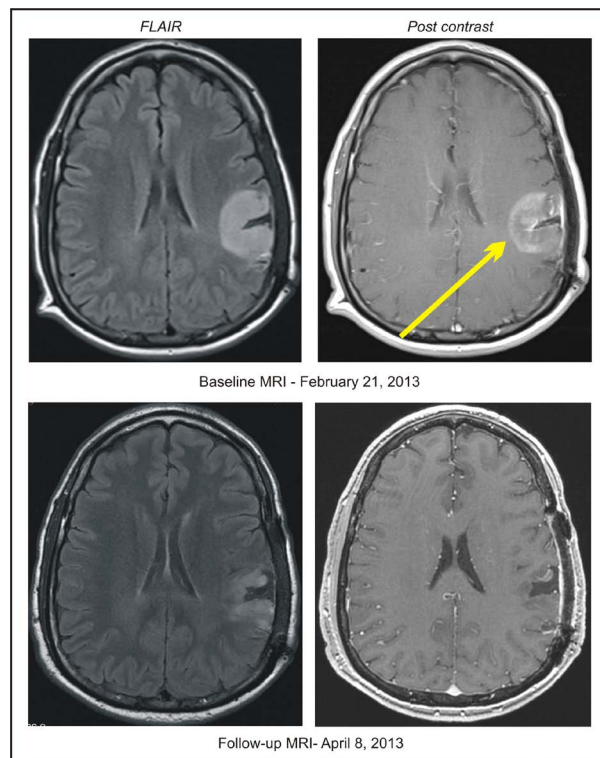 FLAIR
Post contrast
Baseline MRI - February 21, 2013
Follow-up MRI- April 8, 2013